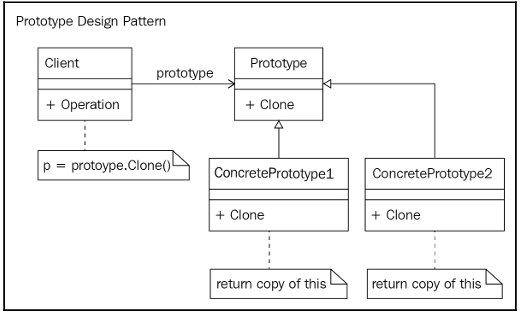 Prototype Design Pattern
Client
prototype
Prototype
+ Operation
+ Clone
p = protoype.Clone()
ConcretePrototype1
ConcretePrototype2
+ Clone
+ Clone
return copy of this
return copy of this